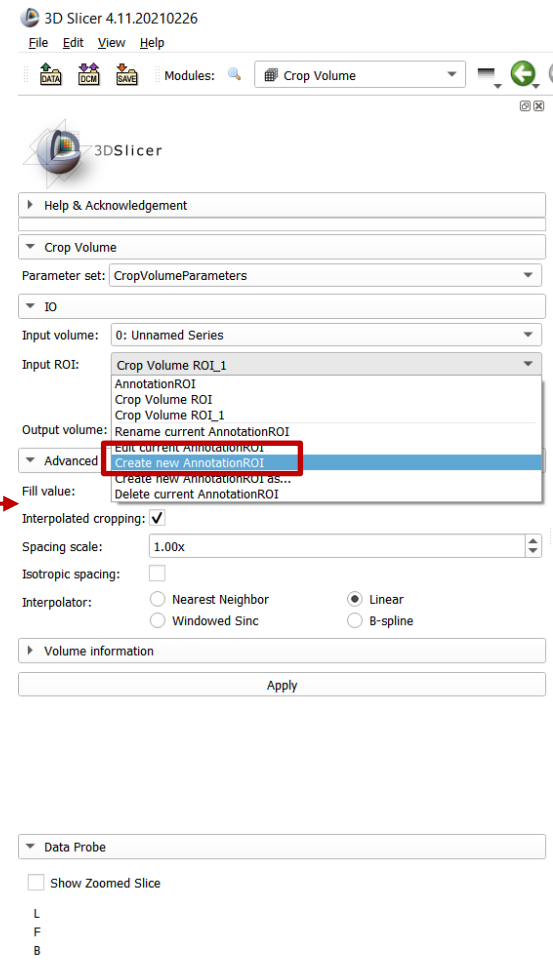 3D Slicer 4.11.20210226
File Edit View Help
DATA DCM SAVE Modules: Crop Volume
3DSlicer
Help & Acknowledgement
Crop Volume
Parameter set: CropVolumeParameters
IO
Input volume: 0: Unnamed Series
Input ROI: Crop Volume ROI_1
AnnotationROI
Crop Volume ROI
Crop Volume ROI_1
Output volume: Rename current AnnotationROI
Edit current AnnotationROI
Advanced Create new AnnotationROI
Create new AnnotationROI as...
Fill value: Delete current AnnotationROI
Interpolated cropping:
Spacing scale: 1.00x
Isotropic spacing:
Interpolator: Nearest Neighbor Linear
Windowed Sinc B-spline
Volume information
Apply
Data Probe
Show Zoomed Slice
L
F
B